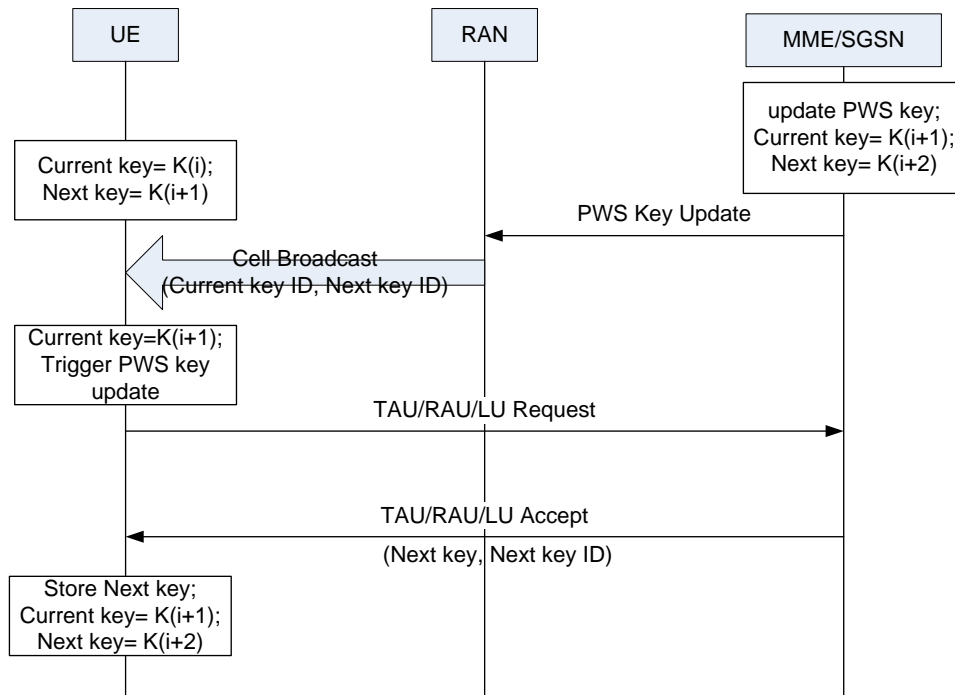 UE
RAN
MME/SGSN
update PWS key;
Current key= K(i+1);
Next key= K(i+2)
Current key= K(i);
Next key= K(i+1)
PWS Key Update
Cell Broadcast
(Current key ID, Next key ID)
Current key=K(i+1);
Trigger PWS key
update
TAU/RAU/LU Request
TAU/RAU/LU Accept
(Next key, Next key ID)
Store Next key;
Current key= K(i+1);
Next key= K(i+2)